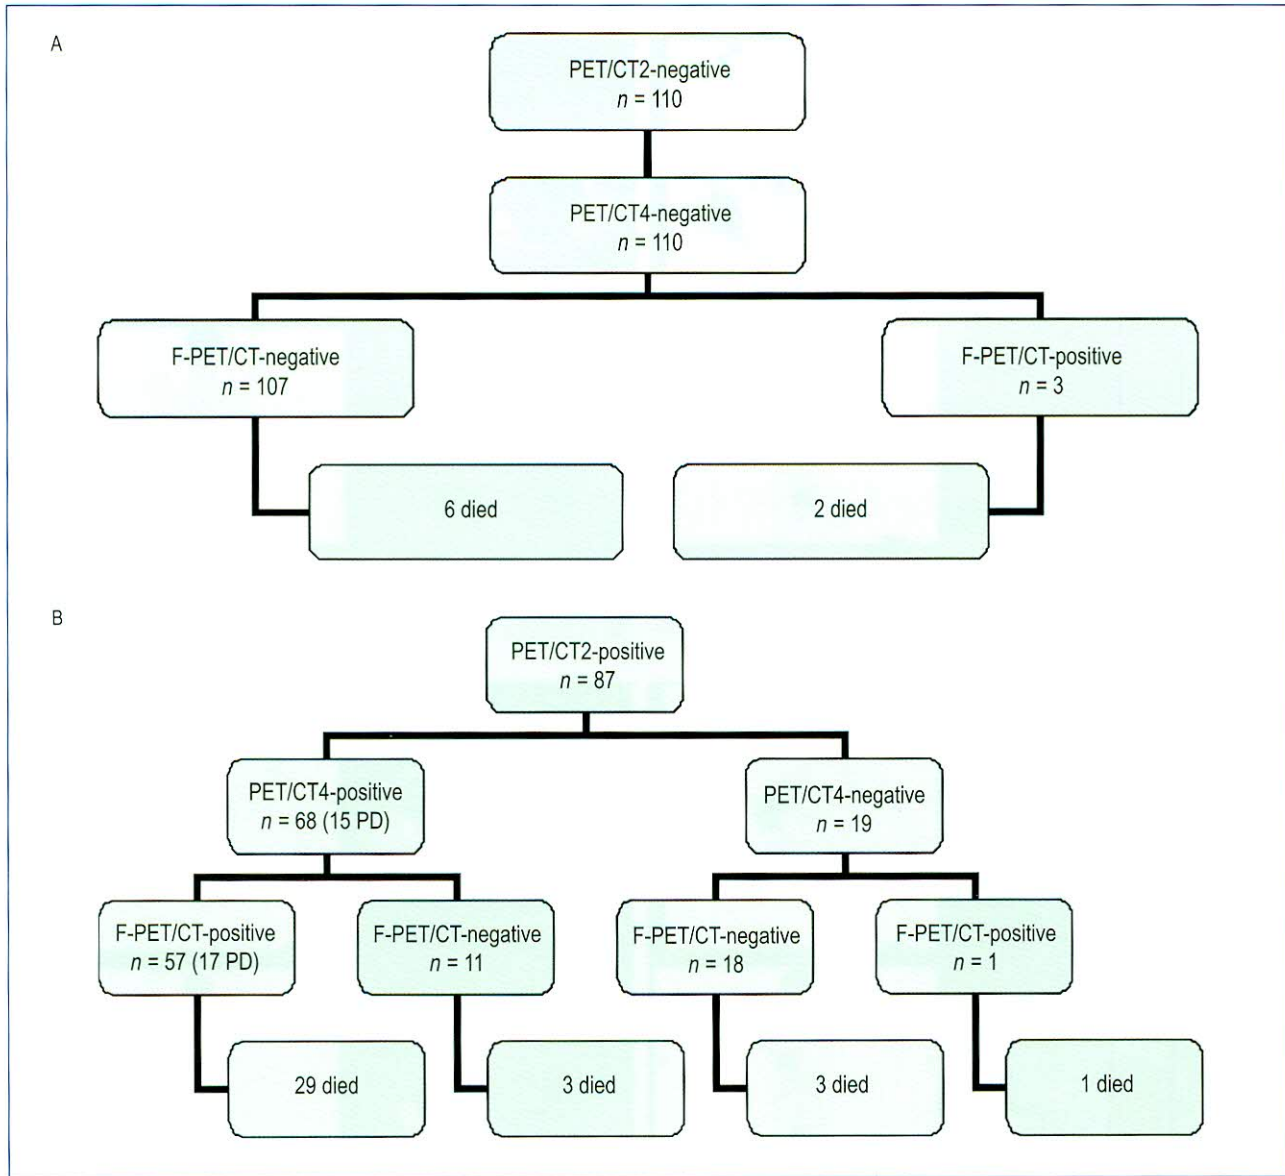 A
PET/CT2-negative
n = 110
PET/CT4-negative
n = 110
F-PET/CT-negative
n = 107
F-PET/CT-positive
n = 3
6 died
2 died
B
PET/CT2-positive
n = 87
PET/CT4-positive
n = 68 (15 PD)
PET/CT4-negative
n = 19
F-PET/CT-positive
n = 57 (17 PD)
F-PET/CT-negative
n = 11
F-PET/CT-negative
n = 18
F-PET/CT-positive
n = 1
29 died
3 died
3 died
1 died